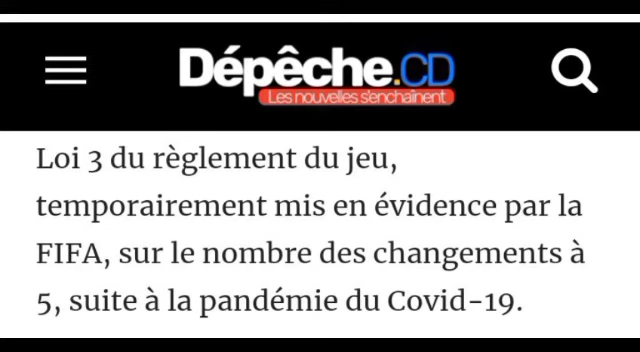 Dépêche.CD
Les nouvelles s'enchaînent
Loi 3 du règlement du jeu,
temporairement mis en évidence par la
FIFA, sur le nombre des changements à
5, suite à la pandémie du Covid-19.